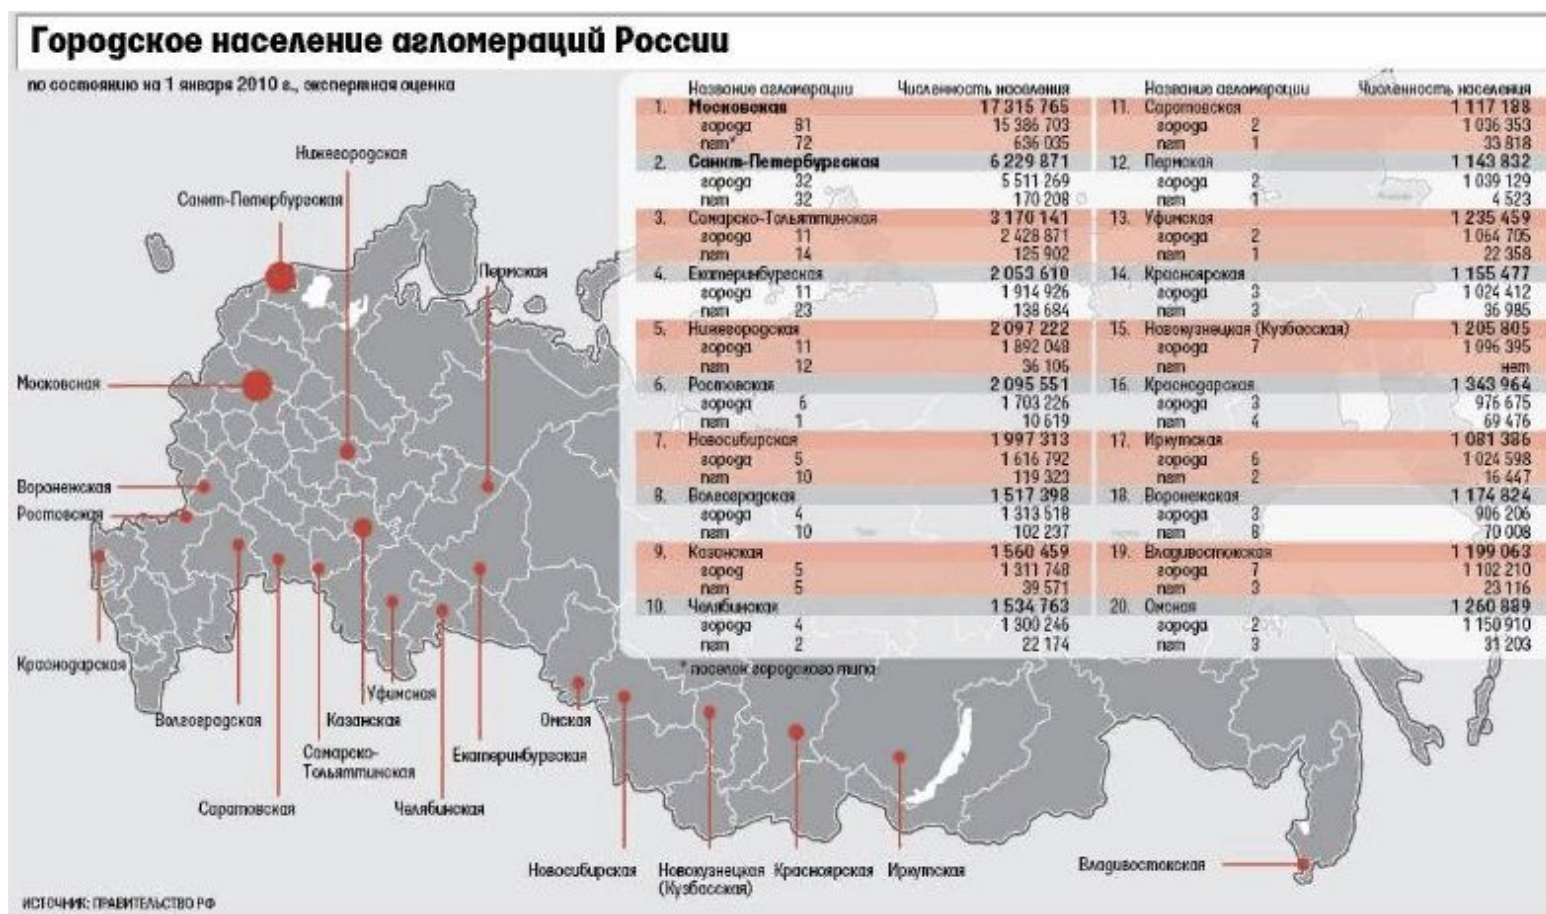 Городское население агломераций России
по состоянию на 1 января 2010 г., экспертная оценка
Название агломерации Численность населения
1. Московская 17 315 765
города 81 15 386 703
пгт* 72 636 035
2. Санкт-Петербургская 6 229 871
города 32 5 511 269
пгт 32 170 208
3. Самарско-Тольяттинская 3 170 141
города 11 2 428 871
пгт 14 125 902
4. Екатеринбургская 2 053 610
города 11 1 914 926
пгт 23 138 684
5. Нижегородская 2 097 222
города 11 1 892 048
пгт 12 36 106
6. Ростовская 2 095 551
города 6 1 703 226
пгт 1 10 619
7. Новосибирская 1 997 313
города 5 1 616 792
пгт 10 119 323
8. Волгоградская 1 517 398
города 4 1 313 518
пгт 10 102 237
9. Казанская 1 560 459
город 5 1 311 748
пгт 5 39 571
10. Челябинская 1 534 763
города 4 1 300 246
пгт 2 22 174
Название агломерации Численность населения
11. Саратовская 1 117 188
города 2 1 036 353
пгт 1 33 818
12. Пермская 1 143 832
города 2 1 039 129
пгт 1 4 523
13. Уфимская 1 235 459
города 2 1 064 705
пгт 1 22 358
14. Красноярская 1 155 477
города 3 1 024 412
пгт 3 36 985
15. Новокузнецкая (Кузбасская) 1 205 805
города 7 1 096 395
пгт нет
16. Краснодарская 1 343 964
города 3 976 675
пгт 4 69 476
17. Иркутская 1 081 386
города 6 1 024 598
пгт 2 16 447
18. Воронежская 1 174 824
города 3 906 206
пгт 70 008
19. Владивостокская 1 199 063
города 7 1 102 210
пгт 3 23 116
20. Омская 1 260 889
города 2 1 150 910
пгт 3 31 203
* поселок городского типа
Нижегородская
Санкт-Петербургская
Пермская
Московская
Воронежская
Ростовская
Краснодарская
Волгоградская
Саратовская
Самарско-
Тольяттинская
Казанская
Уфимская
Челябинская
Екатеринбургская
Омская
Новосибирская
Новокузнецкая
(Кузбасская)
Красноярская
Иркутская
Владивостокская
ИСТОЧНИК: ПРАВИТЕЛЬСТВО РФ